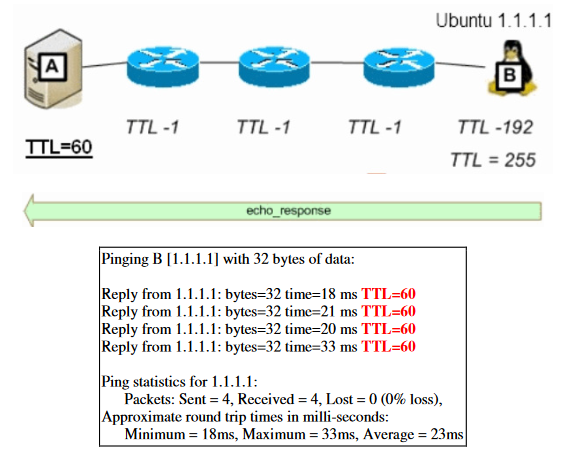 Ubuntu 1.1.1.1
A
B
TTL -1 TTL -1 TTL -1 TTL -192
TTL=60
TTL = 255
echo_response
Pinging B [1.1.1.1] with 32 bytes of data:
Reply from 1.1.1.1: bytes=32 time=18 ms TTL=60
Reply from 1.1.1.1: bytes=32 time=21 ms TTL=60
Reply from 1.1.1.1: bytes=32 time=20 ms TTL=60
Reply from 1.1.1.1: bytes=32 time=33 ms TTL=60
Ping statistics for 1.1.1.1:
Packets: Sent = 4, Received = 4, Lost = 0 (0% loss),
Approximate round trip times in milli-seconds:
Minimum = 18ms, Maximum = 33ms, Average = 23ms